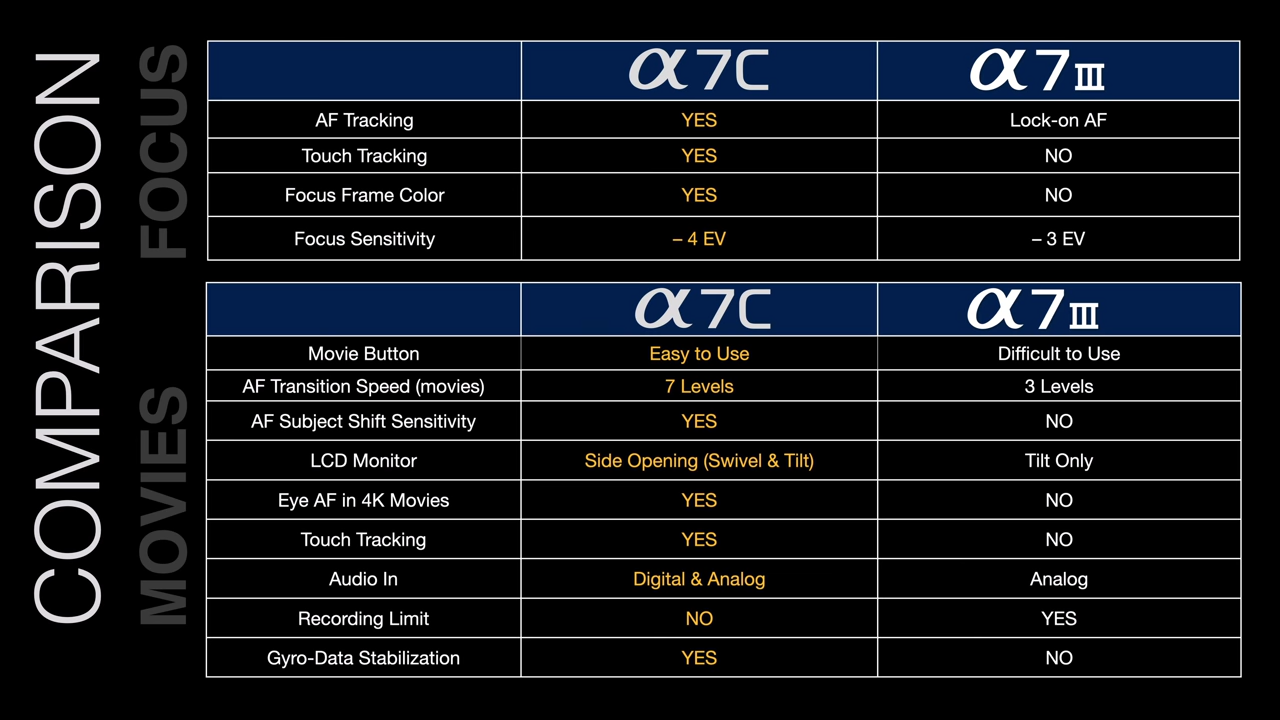 COMPARISON
FOCUS
α7C α7III
AF Tracking YES Lock-on AF
Touch Tracking YES NO
Focus Frame Color YES NO
Focus Sensitivity – 4 EV – 3 EV
MOVIES
α7C α7III
Movie Button Easy to Use Difficult to Use
AF Transition Speed (movies) 7 Levels 3 Levels
AF Subject Shift Sensitivity YES NO
LCD Monitor Side Opening (Swivel & Tilt) Tilt Only
Eye AF in 4K Movies YES NO
Touch Tracking YES NO
Audio In Digital & Analog Analog
Recording Limit NO YES
Gyro-Data Stabilization YES NO